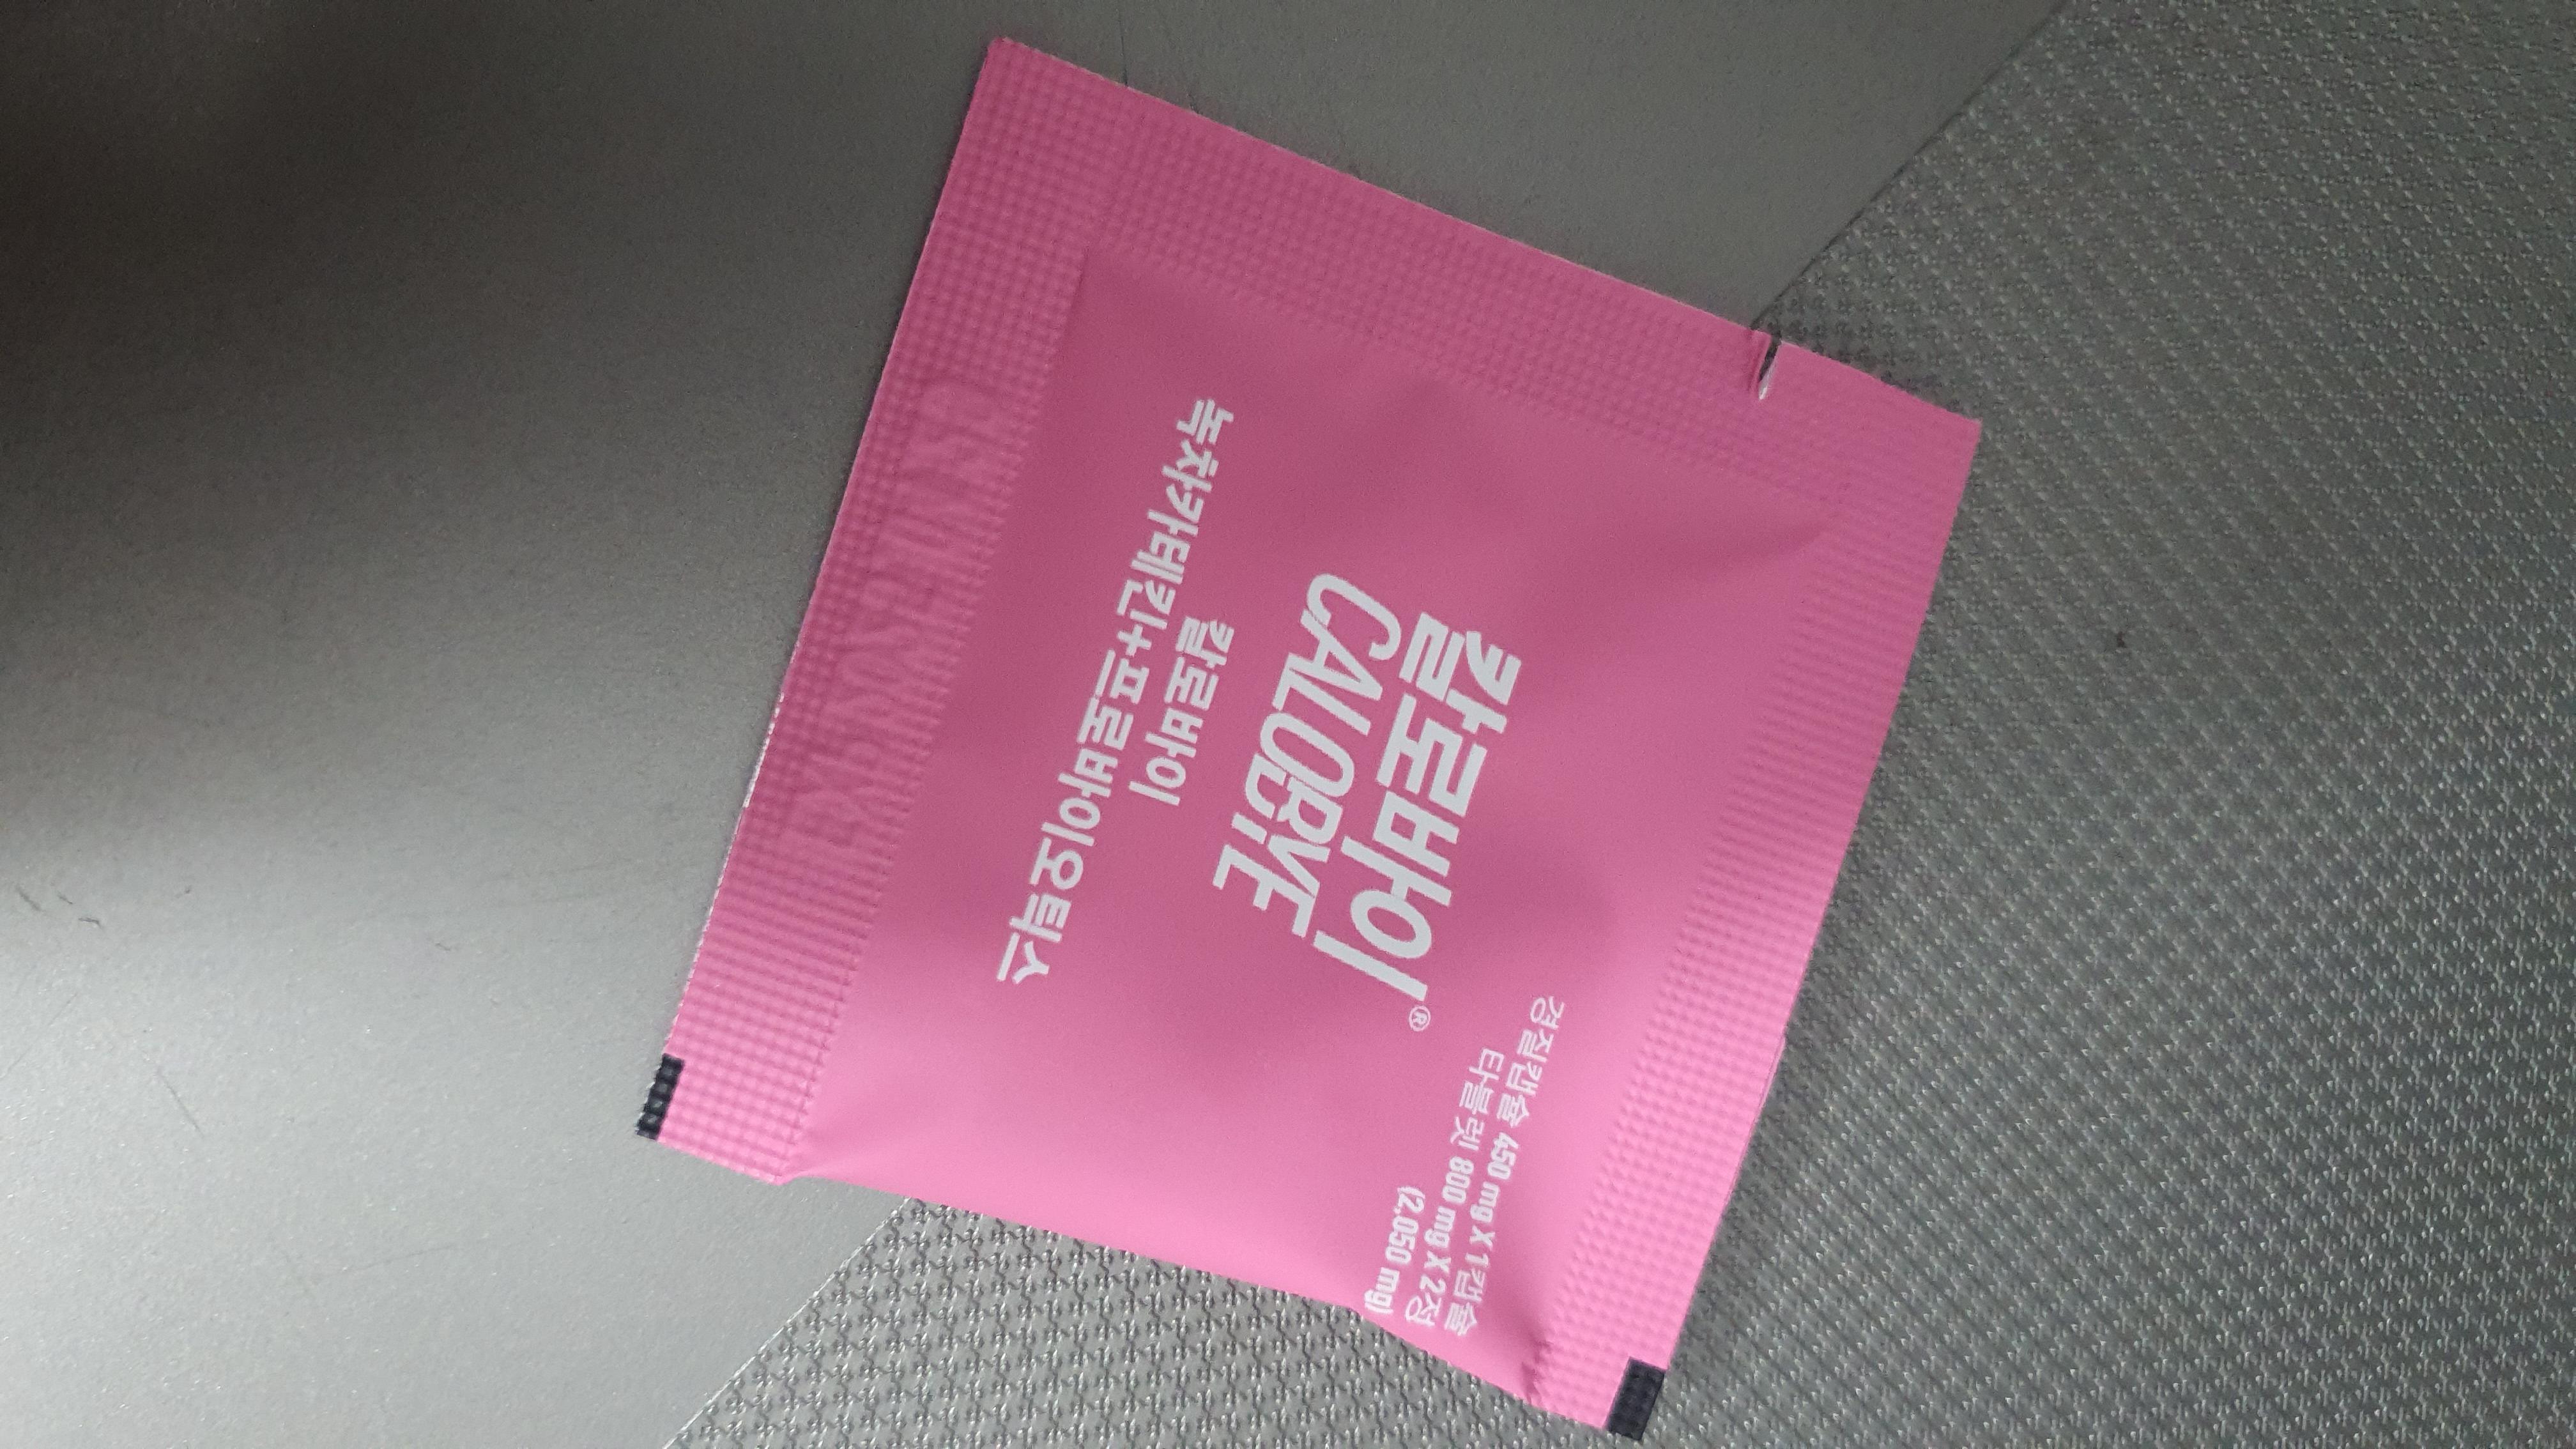 칼로바이®
CALOBYE
칼로바이
녹차카테킨+프로바이오틱스
경질캡슐 450 mg X 1캡슐
타블렛 800 mg X 2정
(2,050 mg)